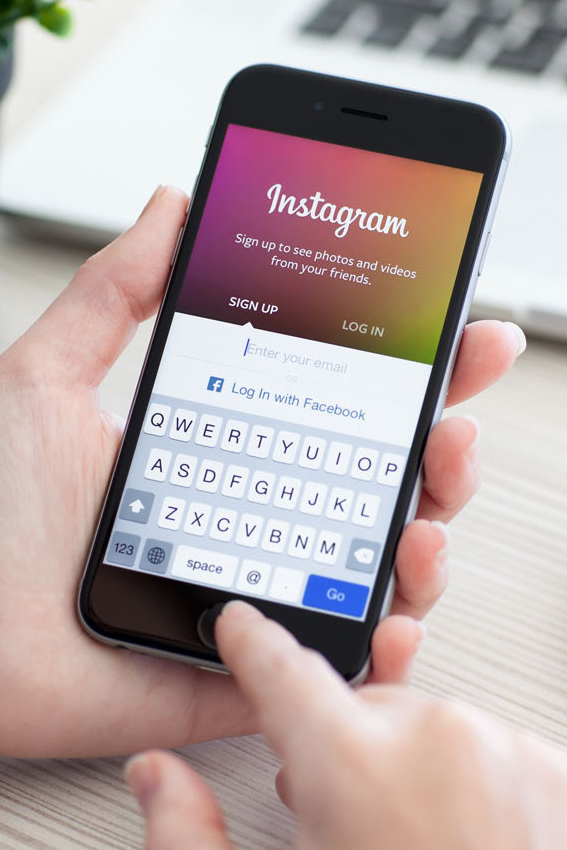 Instagram
Sign up to see photos and videos
from your friends.
SIGN UP LOG IN
Enter your email
OR
Log In with Facebook
Q W E R T Y U I O P
A S D F G H J K L
Z X C V B N M
123 space @ . Go